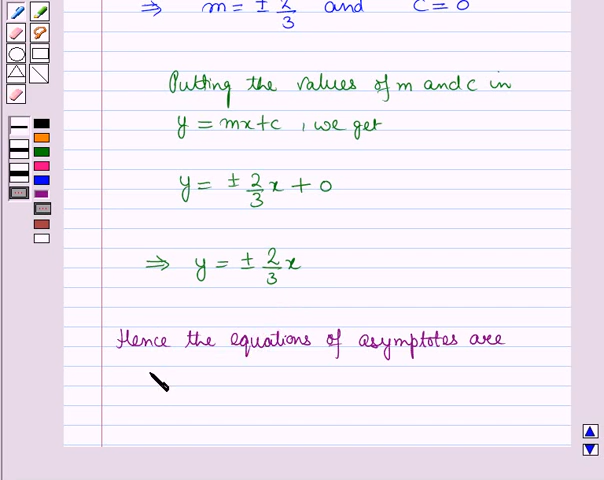 ⇒ m = ± 2/3 and c = 0
Putting the values of m and c in
y = mx + c , we get
y = ± 2/3 x + 0
⇒ y = ± 2/3 x
Hence the equations of asymptotes are